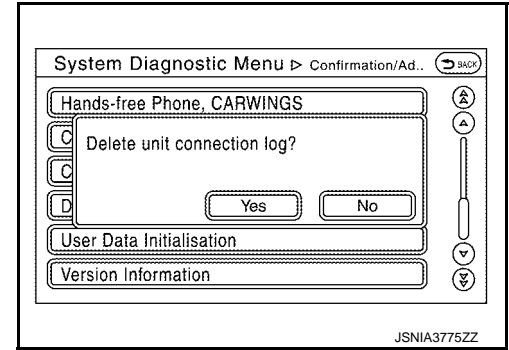 System Diagnostic Menu ▷ Confirmation/Ad.. BACK
Hands-free Phone, CARWINGS
C
Delete unit connection log?
C
D
Yes No
User Data Initialisation
Version Information
JSNIA3775ZZ